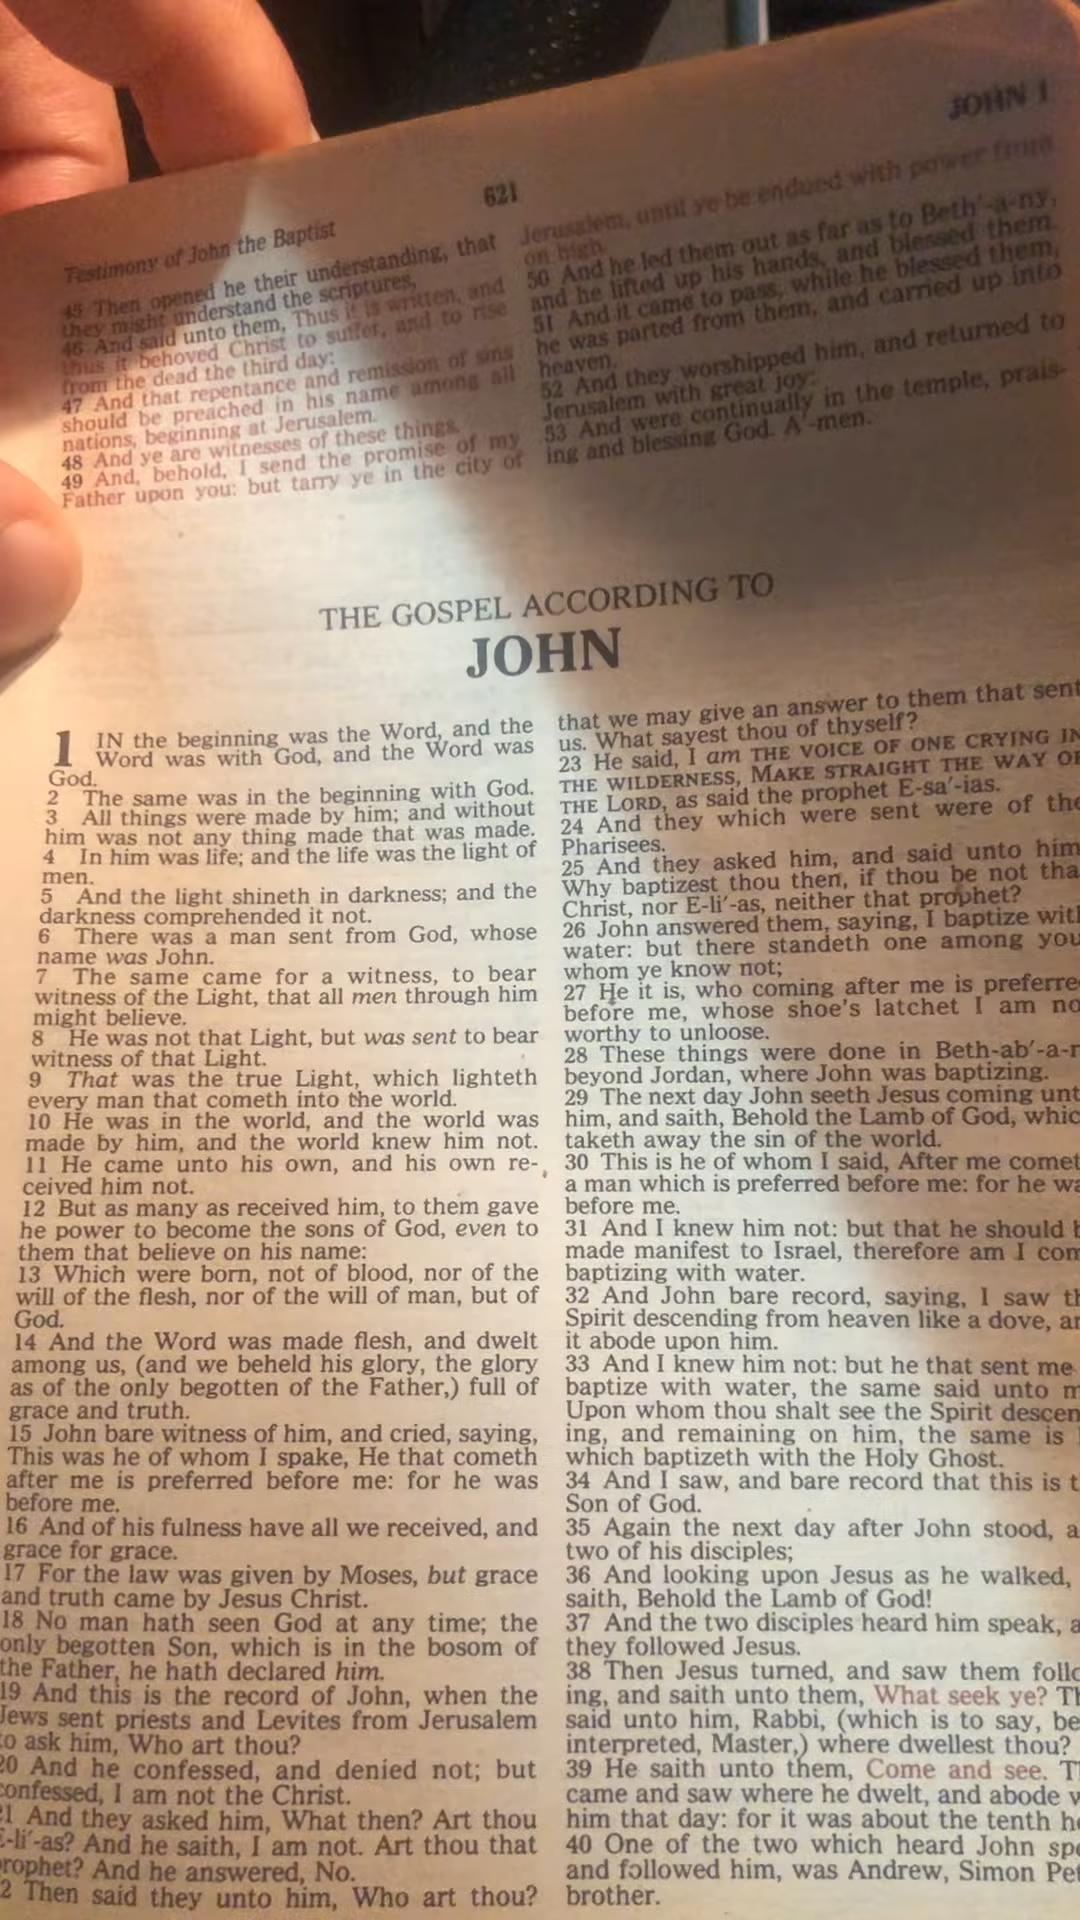 JOHN 1
621
Testimony of John the Baptist
45 Then opened he their understanding, that
they might understand the scriptures,
46 And said unto them, Thus it is written, and
thus it behoved Christ to suffer, and to rise
from the dead the third day:
47 And that repentance and remission of sins
should be preached in his name among all
nations, beginning at Jerusalem.
48 And ye are witnesses of these things.
49 And, behold, I send the promise of my
Father upon you: but tarry ye in the city of
Jerusalem, until ye be endued with power from
on high.
50 And he led them out as far as to Beth′-a-ny,
and he lifted up his hands, and blessed them.
51 And it came to pass, while he blessed them,
he was parted from them, and carried up into
heaven.
52 And they worshipped him, and returned to
Jerusalem with great joy:
53 And were continually in the temple, prais-
ing and blessing God. A′-men.
THE GOSPEL ACCORDING TO
JOHN
1 IN the beginning was the Word, and the
Word was with God, and the Word was
God.
2 The same was in the beginning with God.
3 All things were made by him; and without
him was not any thing made that was made.
4 In him was life; and the life was the light of
men.
5 And the light shineth in darkness; and the
darkness comprehended it not.
6 There was a man sent from God, whose
name was John.
7 The same came for a witness, to bear
witness of the Light, that all men through him
might believe.
8 He was not that Light, but was sent to bear
witness of that Light.
9 That was the true Light, which lighteth
every man that cometh into the world.
10 He was in the world, and the world was
made by him, and the world knew him not.
11 He came unto his own, and his own re-
ceived him not.
12 But as many as received him, to them gave
he power to become the sons of God, even to
them that believe on his name:
13 Which were born, not of blood, nor of the
will of the flesh, nor of the will of man, but of
God.
14 And the Word was made flesh, and dwelt
among us, (and we beheld his glory, the glory
as of the only begotten of the Father,) full of
grace and truth.
15 John bare witness of him, and cried, saying,
This was he of whom I spake, He that cometh
after me is preferred before me: for he was
before me.
16 And of his fulness have all we received, and
grace for grace.
17 For the law was given by Moses, but grace
and truth came by Jesus Christ.
18 No man hath seen God at any time; the
only begotten Son, which is in the bosom of
the Father, he hath declared him.
19 And this is the record of John, when the
Jews sent priests and Levites from Jerusalem
to ask him, Who art thou?
20 And he confessed, and denied not; but
confessed, I am not the Christ.
1 And they asked him, What then? Art thou
E-li′-as? And he saith, I am not. Art thou that
rophet? And he answered, No.
2 Then said they unto him, Who art thou?
that we may give an answer to them that sent
us. What sayest thou of thyself?
23 He said, I am THE VOICE OF ONE CRYING IN
THE WILDERNESS, MAKE STRAIGHT THE WAY OF
THE LORD, as said the prophet E-sa′-ias.
24 And they which were sent were of the
Pharisees.
25 And they asked him, and said unto him
Why baptizest thou then, if thou be not tha
Christ, nor E-li′-as, neither that prophet?
26 John answered them, saying, I baptize with
water: but there standeth one among you
whom ye know not;
27 He it is, who coming after me is preferre
before me, whose shoe's latchet I am no
worthy to unloose.
28 These things were done in Beth-ab′-a-r
beyond Jordan, where John was baptizing.
29 The next day John seeth Jesus coming unt
him, and saith, Behold the Lamb of God, whic
taketh away the sin of the world.
30 This is he of whom I said, After me comet
a man which is preferred before me: for he wa
before me.
31 And I knew him not: but that he should b
made manifest to Israel, therefore am I com
baptizing with water.
32 And John bare record, saying, I saw th
Spirit descending from heaven like a dove, an
it abode upon him.
33 And I knew him not: but he that sent me
baptize with water, the same said unto m
Upon whom thou shalt see the Spirit descen
ing, and remaining on him, the same is
which baptizeth with the Holy Ghost.
34 And I saw, and bare record that this is t
Son of God.
35 Again the next day after John stood, a
two of his disciples;
36 And looking upon Jesus as he walked,
saith, Behold the Lamb of God!
37 And the two disciples heard him speak, a
they followed Jesus.
38 Then Jesus turned, and saw them follo
ing, and saith unto them, What seek ye? Th
said unto him, Rabbi, (which is to say, be
interpreted, Master,) where dwellest thou?
39 He saith unto them, Come and see. T
came and saw where he dwelt, and abode w
him that day: for it was about the tenth ho
40 One of the two which heard John spe
and followed him, was Andrew, Simon Pet
brother.